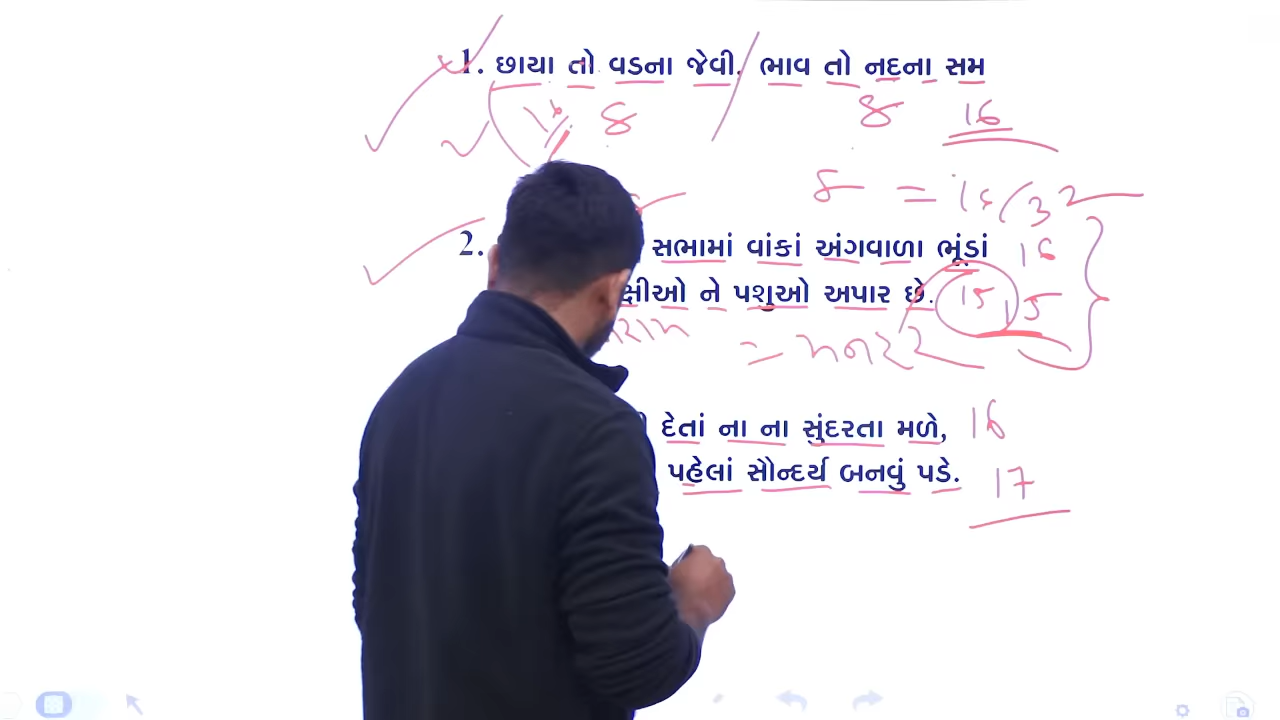 1. છાયા તો વડના જેવી. ભાવ તો નદના સમ
8 8 16
8 = 16/32
2. સભામાં વાંકાં અંગવાળા ભૂંડાં 16
ક્ષીઓ ને પશુઓ અપાર છે. 15 15
= મનહર
દેતાં ના ના સુંદરતા મળે, 16
પહેલાં સૌન્દર્ય બનવું પડે. 17